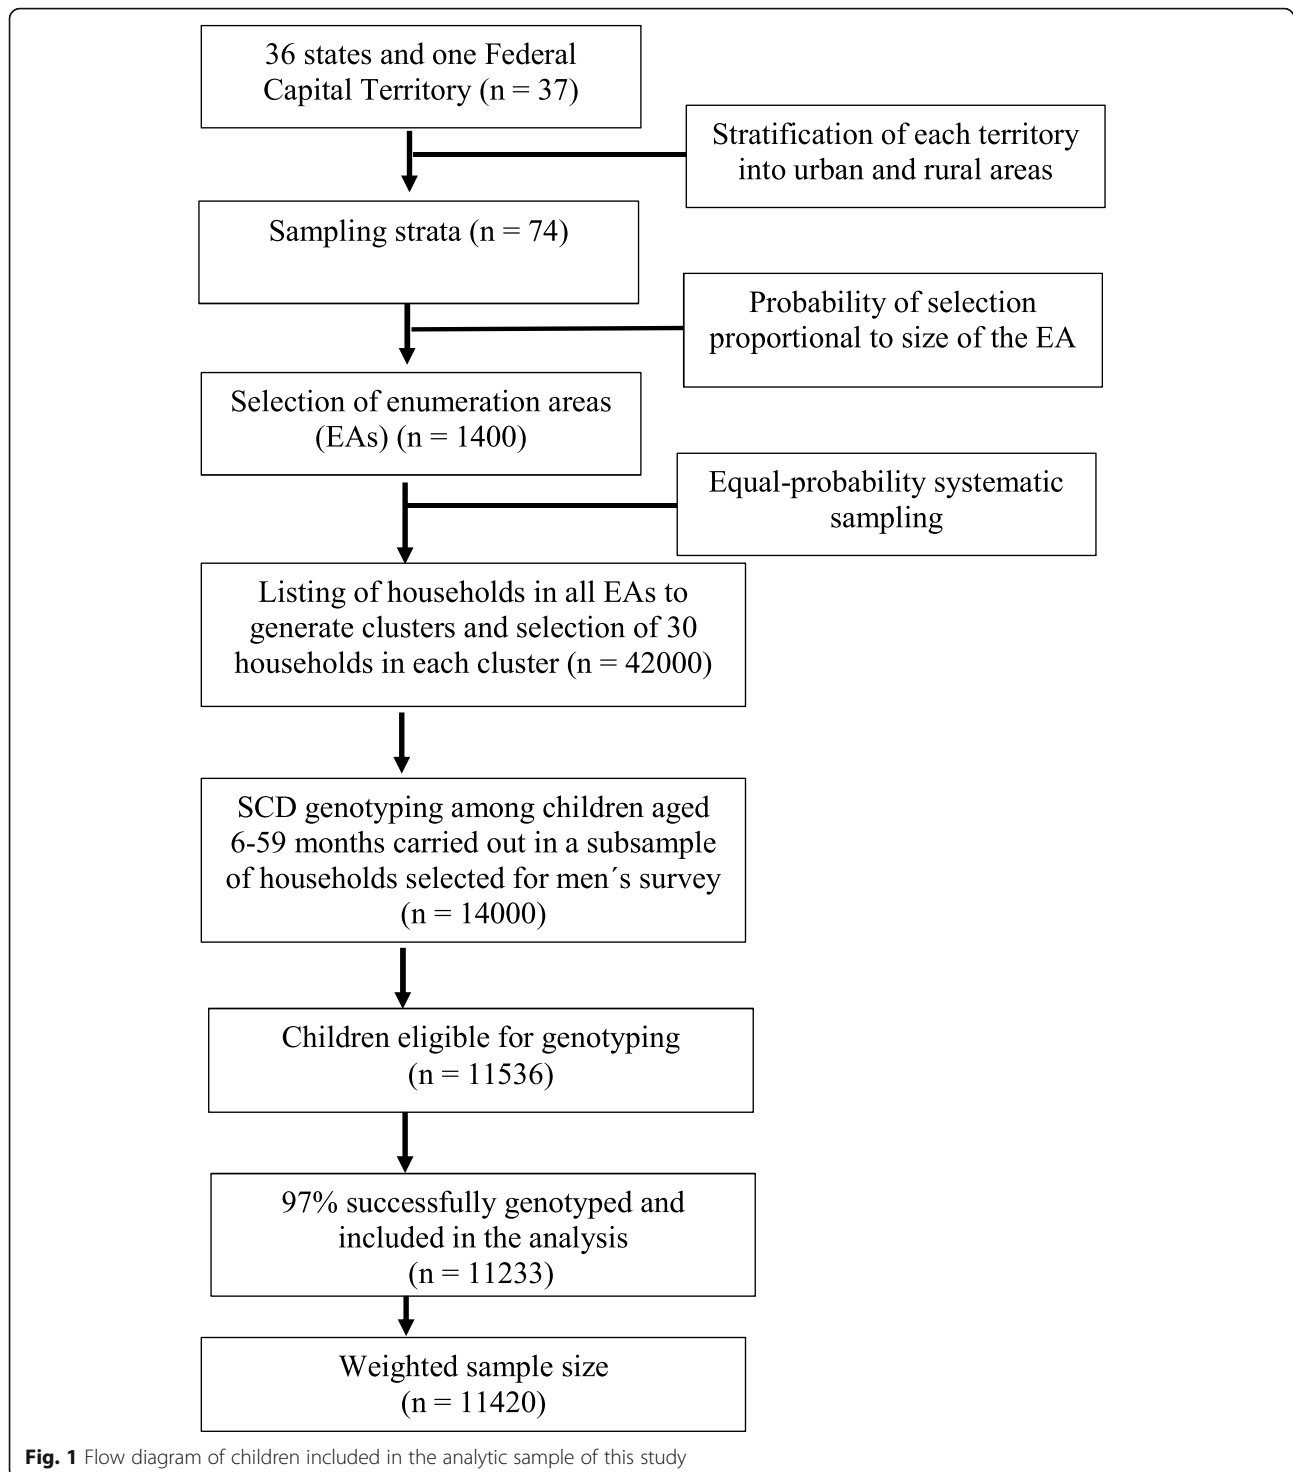 36 states and one Federal
Capital Territory (n = 37)
Stratification of each territory
into urban and rural areas
Sampling strata (n = 74)
Probability of selection
proportional to size of the EA
Selection of enumeration areas
(EAs) (n = 1400)
Equal-probability systematic
sampling
Listing of households in all EAs to
generate clusters and selection of 30
households in each cluster (n = 42000)
SCD genotyping among children aged
6-59 months carried out in a subsample
of households selected for men´s survey
(n = 14000)
Children eligible for genotyping
(n = 11536)
97% successfully genotyped and
included in the analysis
(n = 11233)
Weighted sample size
(n = 11420)
Fig. 1 Flow diagram of children included in the analytic sample of this study